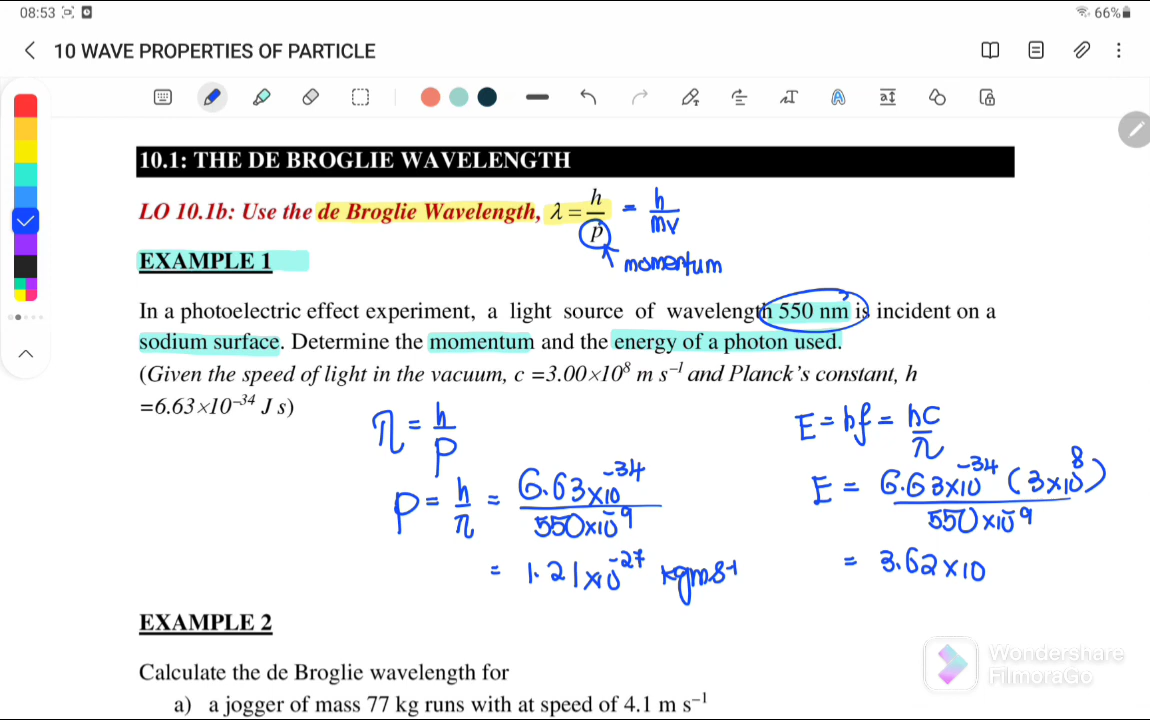 08:53
66%
10 WAVE PROPERTIES OF PARTICLE
10.1: THE DE BROGLIE WAVELENGTH
LO 10.1b: Use the de Broglie Wavelength, λ = h/p = h/mv
momentum
EXAMPLE 1
In a photoelectric effect experiment, a light source of wavelength 550 nm is incident on a
sodium surface. Determine the momentum and the energy of a photon used.
(Given the speed of light in the vacuum, c =3.00×10⁸ m s⁻¹ and Planck's constant, h
=6.63×10⁻³⁴ J s)
λ = h/p
P = h/λ = 6.63×10⁻³⁴/550×10⁻⁹
= 1.21×10⁻²⁷ kgms⁻¹
E = hf = hc/λ
E = 6.63×10⁻³⁴ (3×10⁸)/550×10⁻⁹
= 3.62×10
EXAMPLE 2
Calculate the de Broglie wavelength for
a) a jogger of mass 77 kg runs with at speed of 4.1 m s⁻¹
Wondershare
FilmoraGo